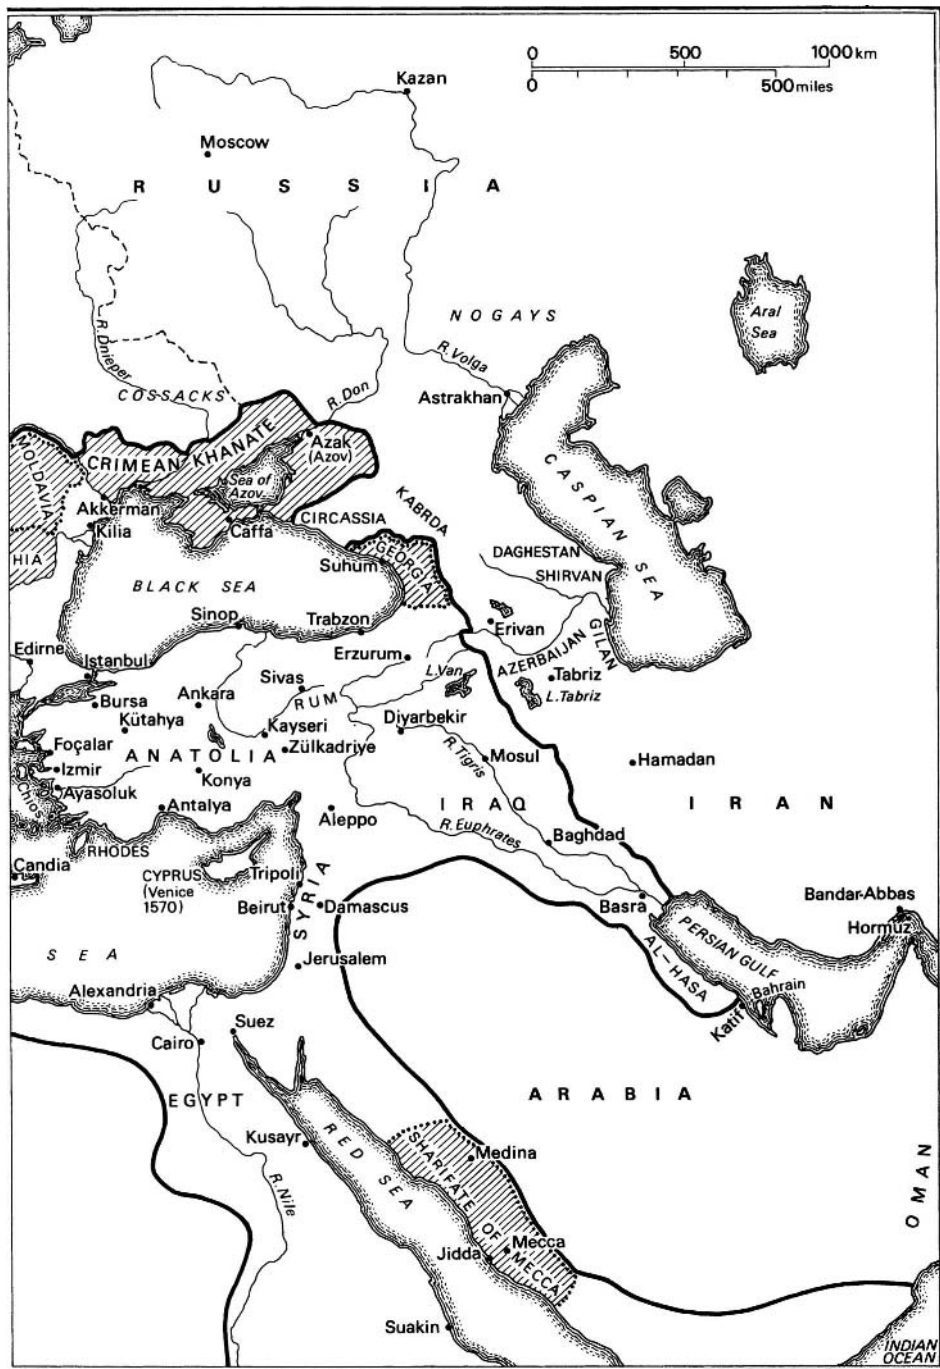 0 500 1000 km
0 500 miles
Kazan
Moscow
RUSSIA
NOGAYS
Aral
Sea
R. Dnieper
R. Volga
COSSACKS
R. Don
Astrakhan
MOLDAVIA
CRIMEAN KHANATE
Azak
(Azov)
Sea of
Azov
CASPIAN SEA
Akkerman
Kilia
Caffa
CIRCASSIA
KABRDA
HIA
GEORGIA
Suhum
DAGHESTAN
SHIRVAN
BLACK SEA
Sinop
Trabzon
Erivan
Edirne
Istanbul
Erzurum
AZERBAIJAN
GILAN
L. Van
Tabriz
L. Tabriz
Sivas
RUM
Bursa
Ankara
Kütahya
Kayseri
Diyarbekir
Foçalar
Zülkadriye
R. Tigris
Mosul
Hamadan
ANATOLIA
Izmir
Konya
Ayasoluk
Chios
Antalya
Aleppo
IRAQ
IRAN
R. Euphrates
Baghdad
RHODES
Candia
CYPRUS
(Venice
1570)
Tripoli
SYRIA
Beirut
Damascus
Basra
Bandar-Abbas
Hormuz
PERSIAN GULF
AL-HASA
SEA
Jerusalem
Alexandria
Bahrain
Katif
Suez
Cairo
EGYPT
ARABIA
RED SEA
Kusayr
Medina
SHARIFATE OF MECCA
R. Nile
OMAN
Mecca
Jidda
Suakin
INDIAN
OCEAN